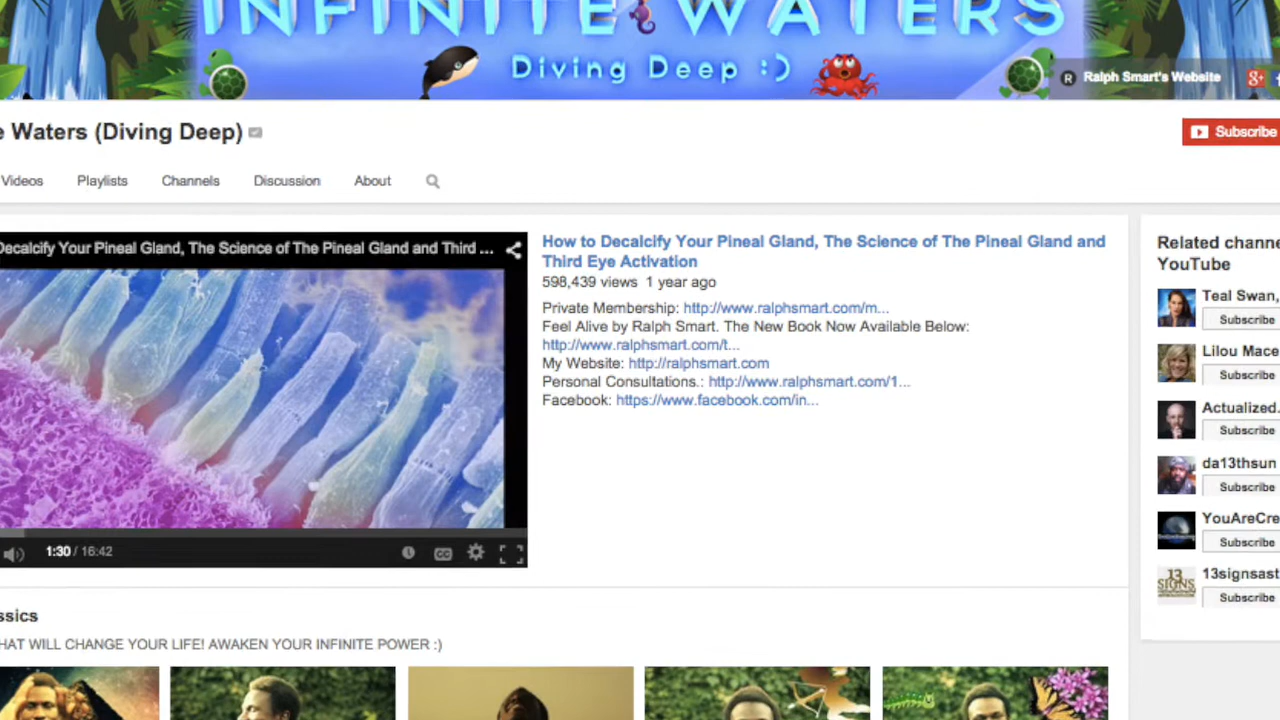 INFINITE WATERS
Diving Deep :)
Ralph Smart's Website
Waters (Diving Deep)
Subscribe
Videos
Playlists
Channels
Discussion
About
Decalcify Your Pineal Gland, The Science of The Pineal Gland and Third ...
How to Decalcify Your Pineal Gland, The Science of The Pineal Gland and
Third Eye Activation
598,439 views 1 year ago
Private Membership: http://www.ralphsmart.com/m...
Feel Alive by Ralph Smart. The New Book Now Available Below:
http://www.ralphsmart.com/t...
My Website: http://ralphsmart.com
Personal Consultations.: http://www.ralphsmart.com/1...
Facebook: https://www.facebook.com/in...
1:30 / 16:42
CC
Related
YouTube
Teal Swan,
Subscribe
Lilou Mace
Subscribe
Actualized.
Subscribe
da13thsun
Subscribe
YouAreCre
Subscribe
13 SIGNS
13signsast
Subscribe
WILL CHANGE YOUR LIFE! AWAKEN YOUR INFINITE POWER :)